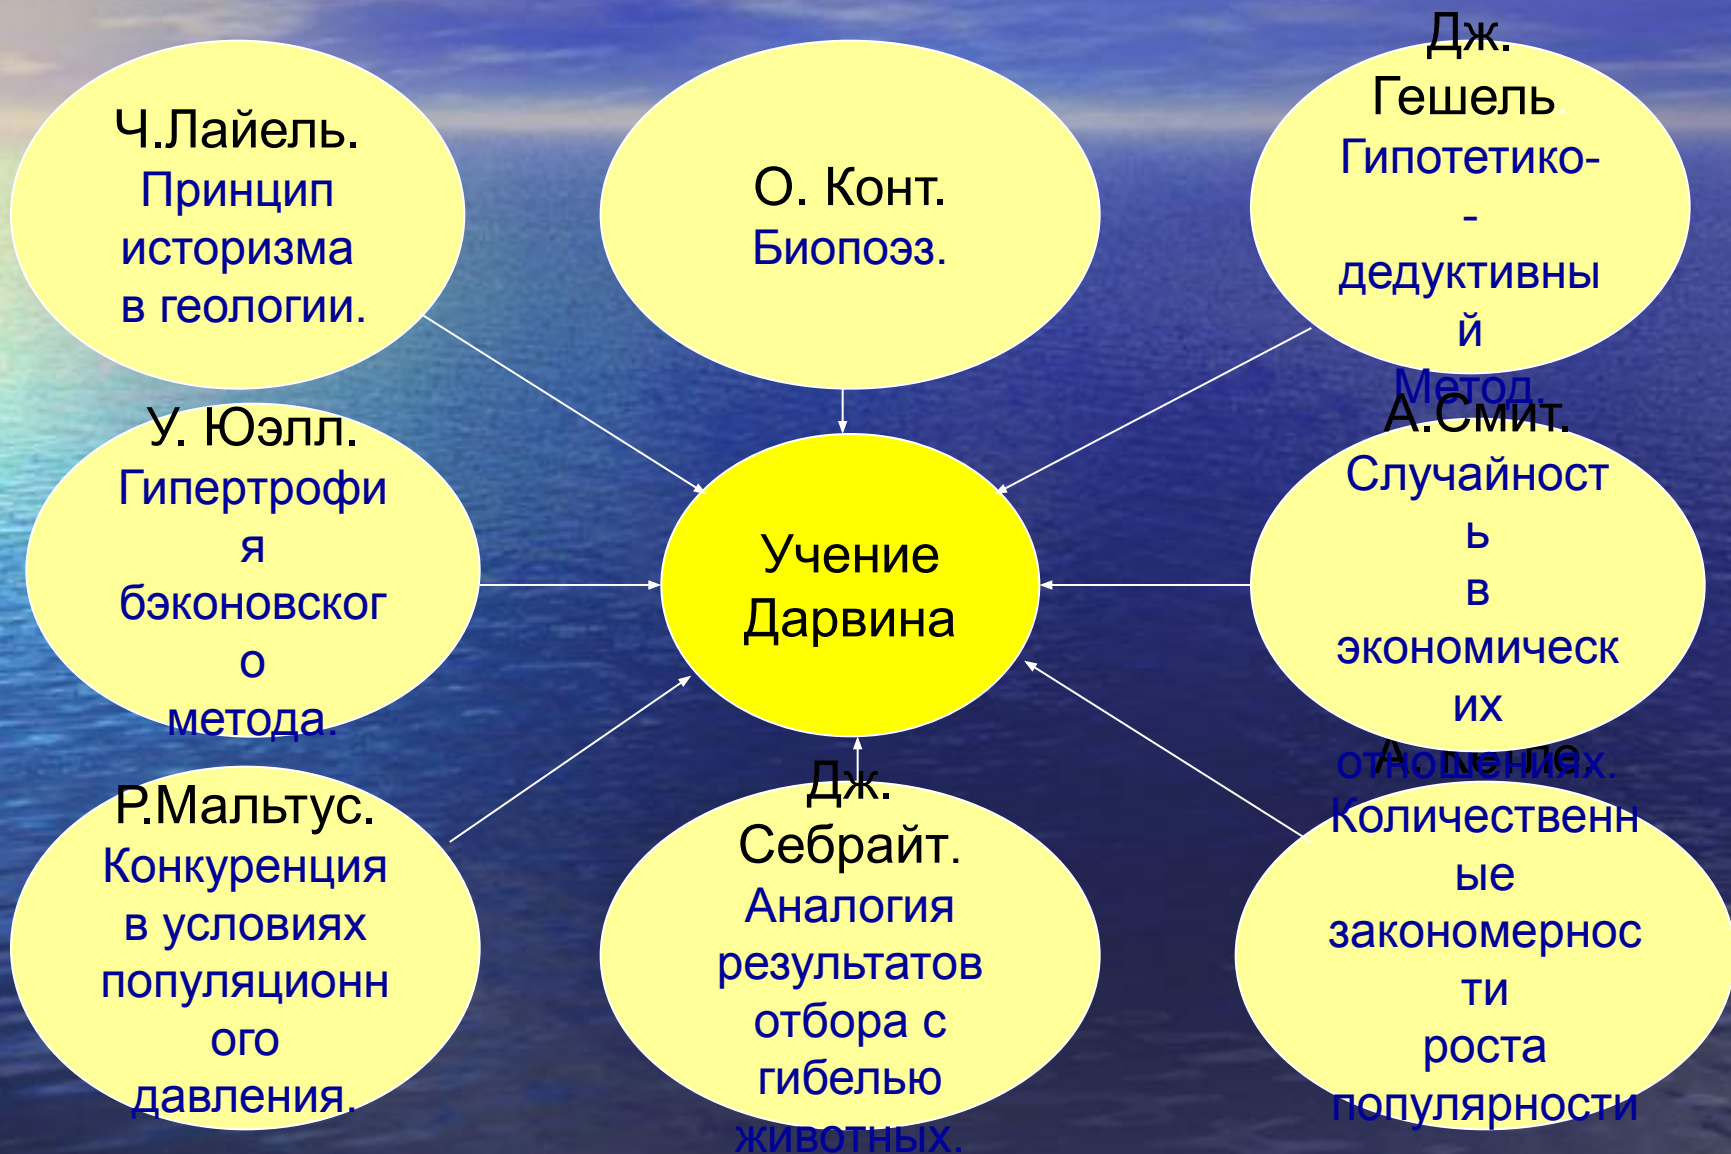 Ч.Лайель.
Принцип
историзма
в геологии.
О. Конт.
Биопоэз.
Дж.
Гешель.
Гипотетико-
-
дедуктивны
й
Метод.
У. Юэлл.
Гипертрофи
я
бэконовског
о
метода.
Учение
Дарвина
А.Смит.
Случайност
ь
в
экономическ
их
отношениях.
Р.Мальтус.
Конкуренция
в условиях
популяционн
ого
давления.
Дж.
Себрайт.
Аналогия
результатов
отбора с
гибелью
животных.
А. Кетле.
Количественн
ые
закономернос
ти
роста
популярности